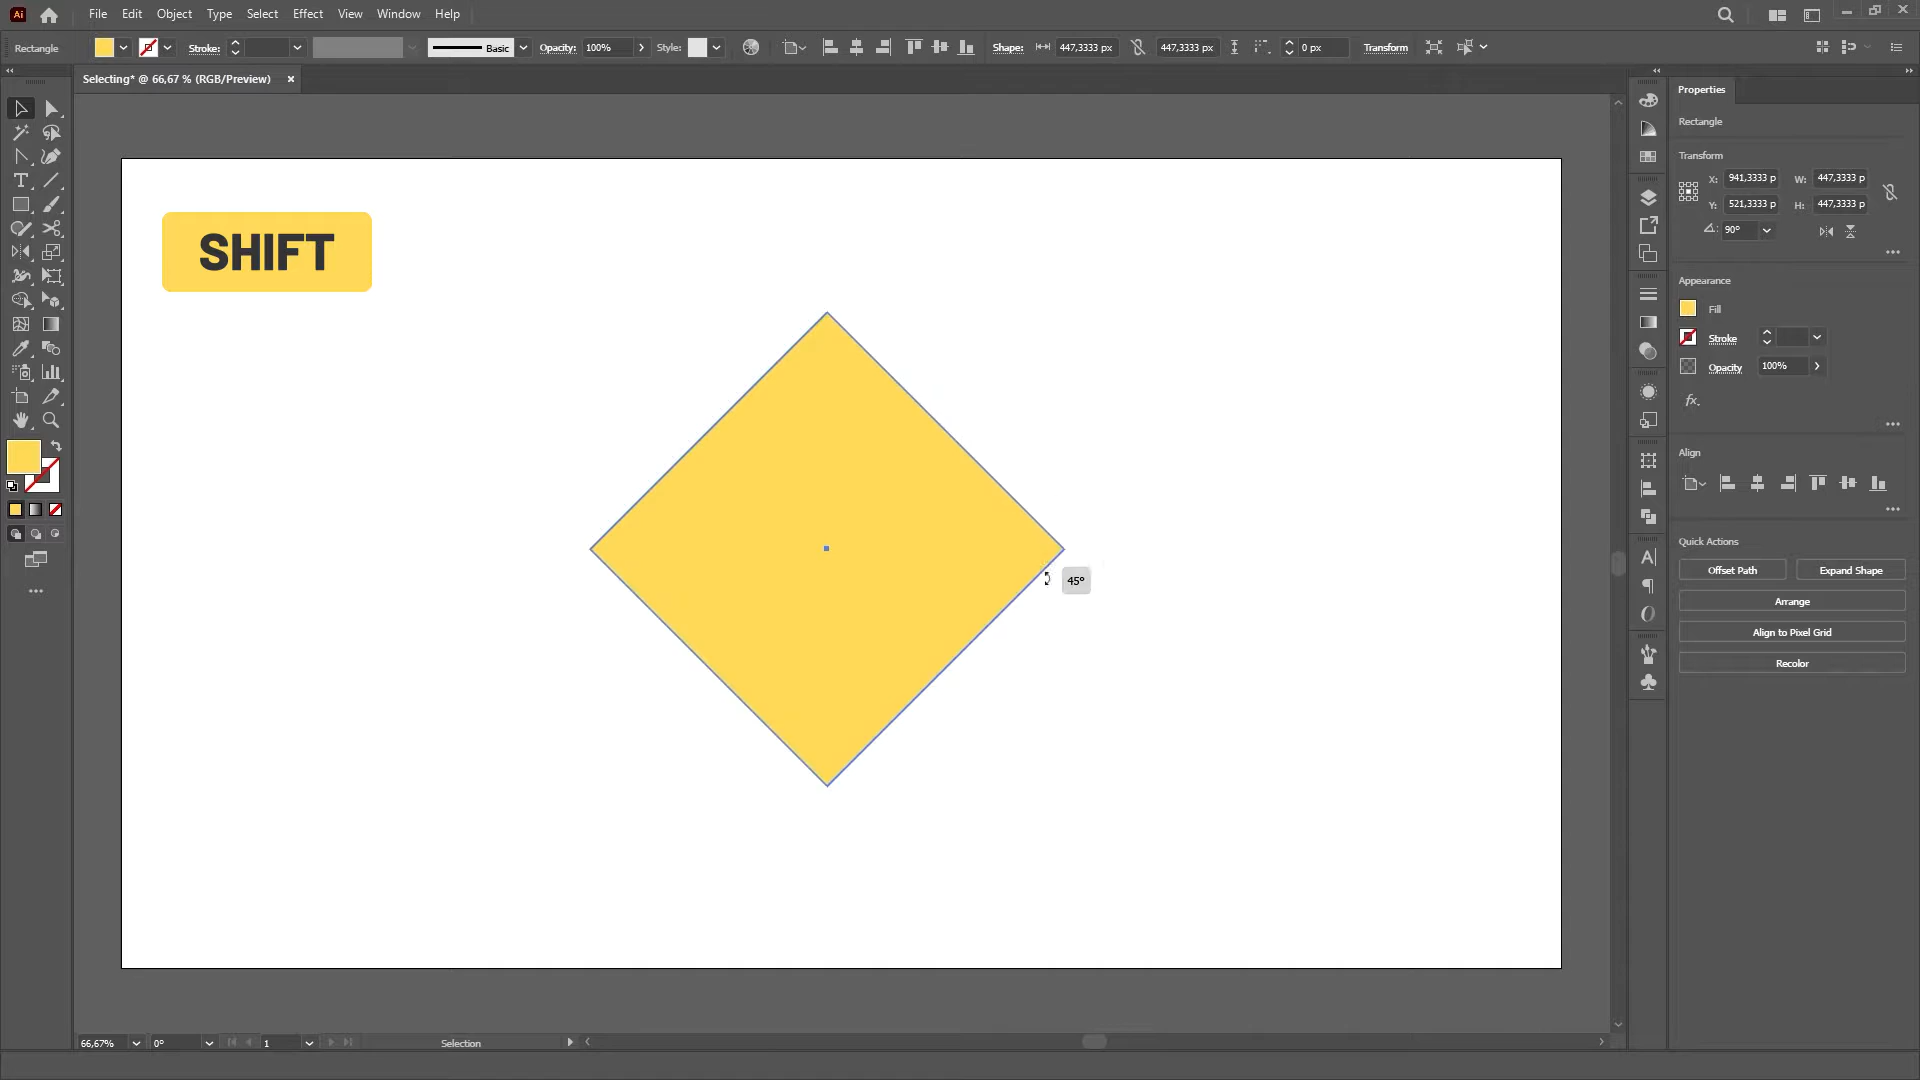 Ai File Edit Object Type Select Effect View Window Help
Rectangle Stroke: Basic Opacity: 100% Style: Shape: 447,3333 px 447,3333 px 0 px Transform
Selecting* @ 66,67 % (RGB/Preview)
Properties
Rectangle
Transform
X: 941,3333 p W: 447,3333 p
Y: 521,3333 p H: 447,3333 p
90°
SHIFT
Appearance
Fill
Stroke
Opacity 100%
fx.
Align
Quick Actions
Offset Path Expand Shape
Arrange
Align to Pixel Grid
Recolor
45°
66,67% 0° 1 Selection